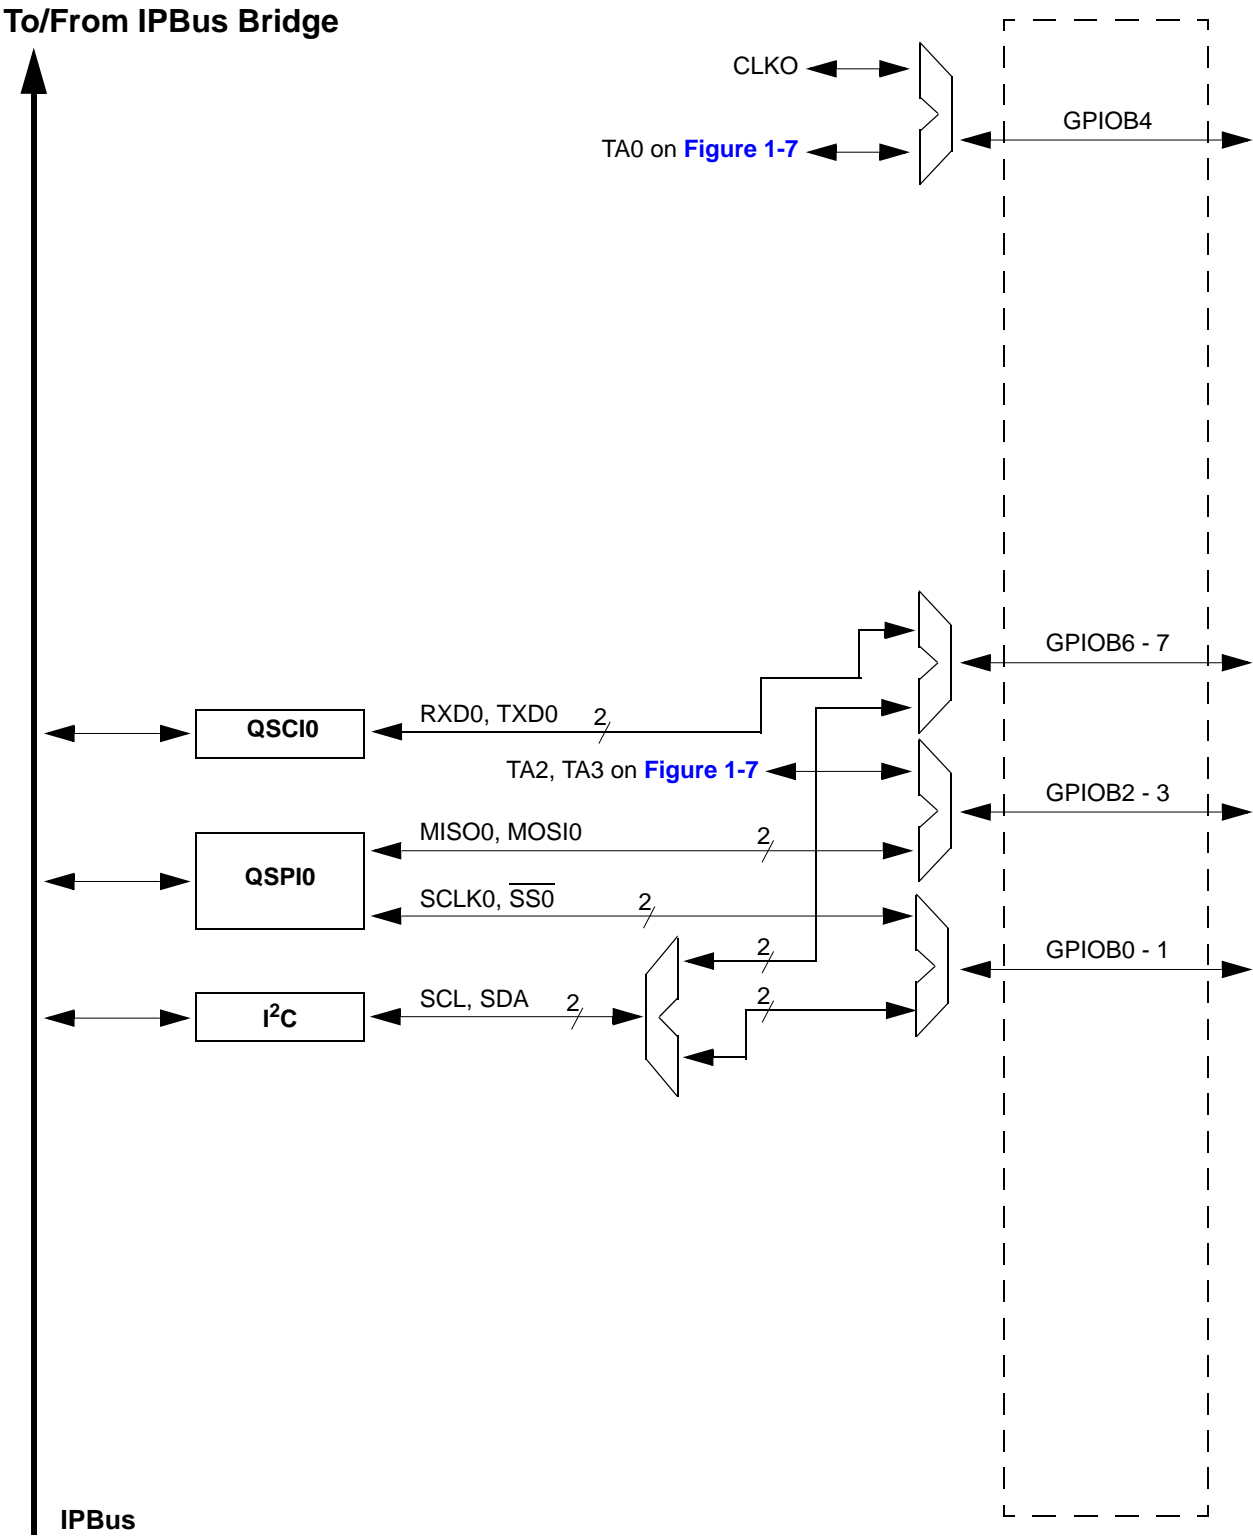 To/From IPBus Bridge
CLKO
GPIOB4
TA0 on Figure 1-7
GPIOB6 - 7
QSCI0
RXD0, TXD0
2
TA2, TA3 on Figure 1-7
GPIOB2 - 3
MISO0, MOSI0
2
QSPI0
SCLK0, S̅S̅0̅
2
2
GPIOB0 - 1
I²C
SCL, SDA
2
2
IPBus